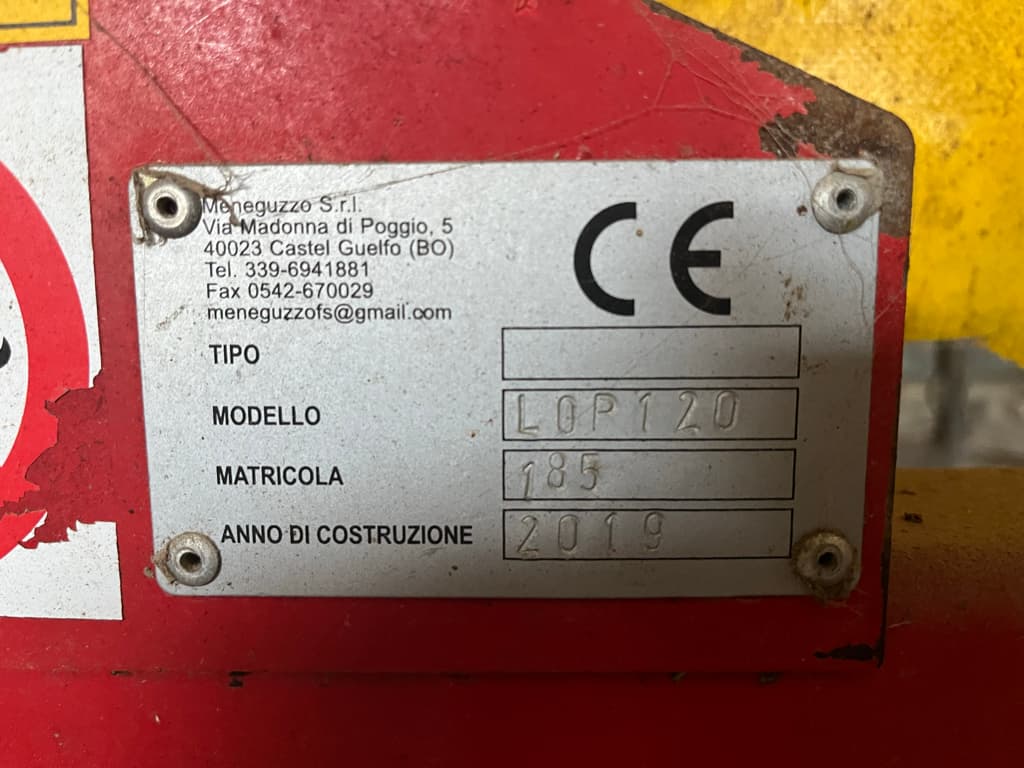 Meneguzzo S.r.l.
Via Madonna di Poggio, 5
40023 Castel Guelfo (BO)
Tel. 339-6941881
Fax 0542-670029
meneguzzofs@gmail.com
CE
TIPO
MODELLO LOP120
MATRICOLA 185
ANNO DI COSTRUZIONE 2019